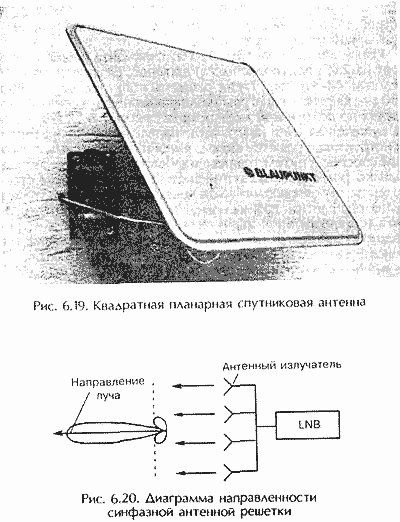 BLAUPUNKT
Рис. 6.19. Квадратная планарная спутниковая антенна
Антенный излучатель
Направление
луча
LNB
Рис. 6.20. Диаграмма направленности
синфазной антенной решетки